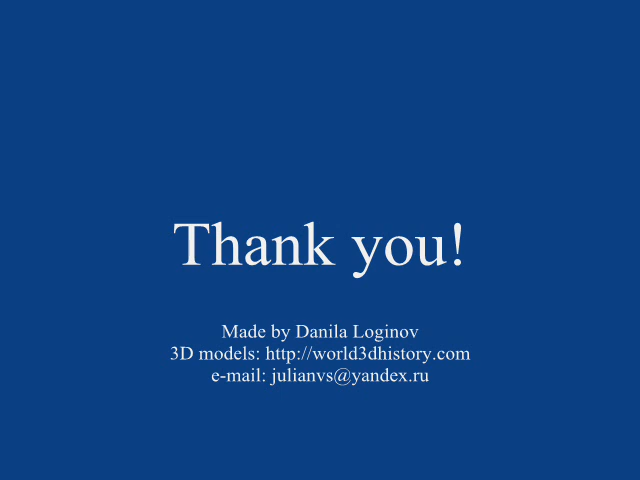 Thank you!
Made by Danila Loginov
3D models: http://world3dhistory.com
e-mail: julianvs@yandex.ru